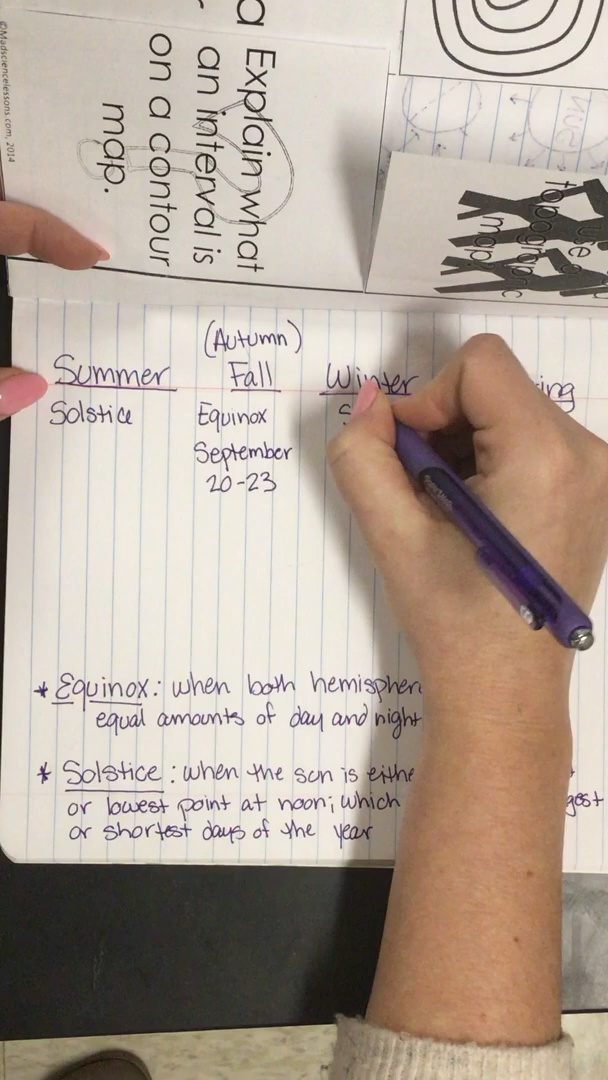 a Explain what
an interval is
on a contour
map.
©Madsciencelessons.com, 2014
topographic
map
(Autumn)
Summer Fall Winter ing
Solstice Equinox S
September
20-23
* Equinox: when both hemispher
equal amounts of day and night
* Solstice: when the sun is eithe
or lowest point at noon; which gest
or shortest days of the year